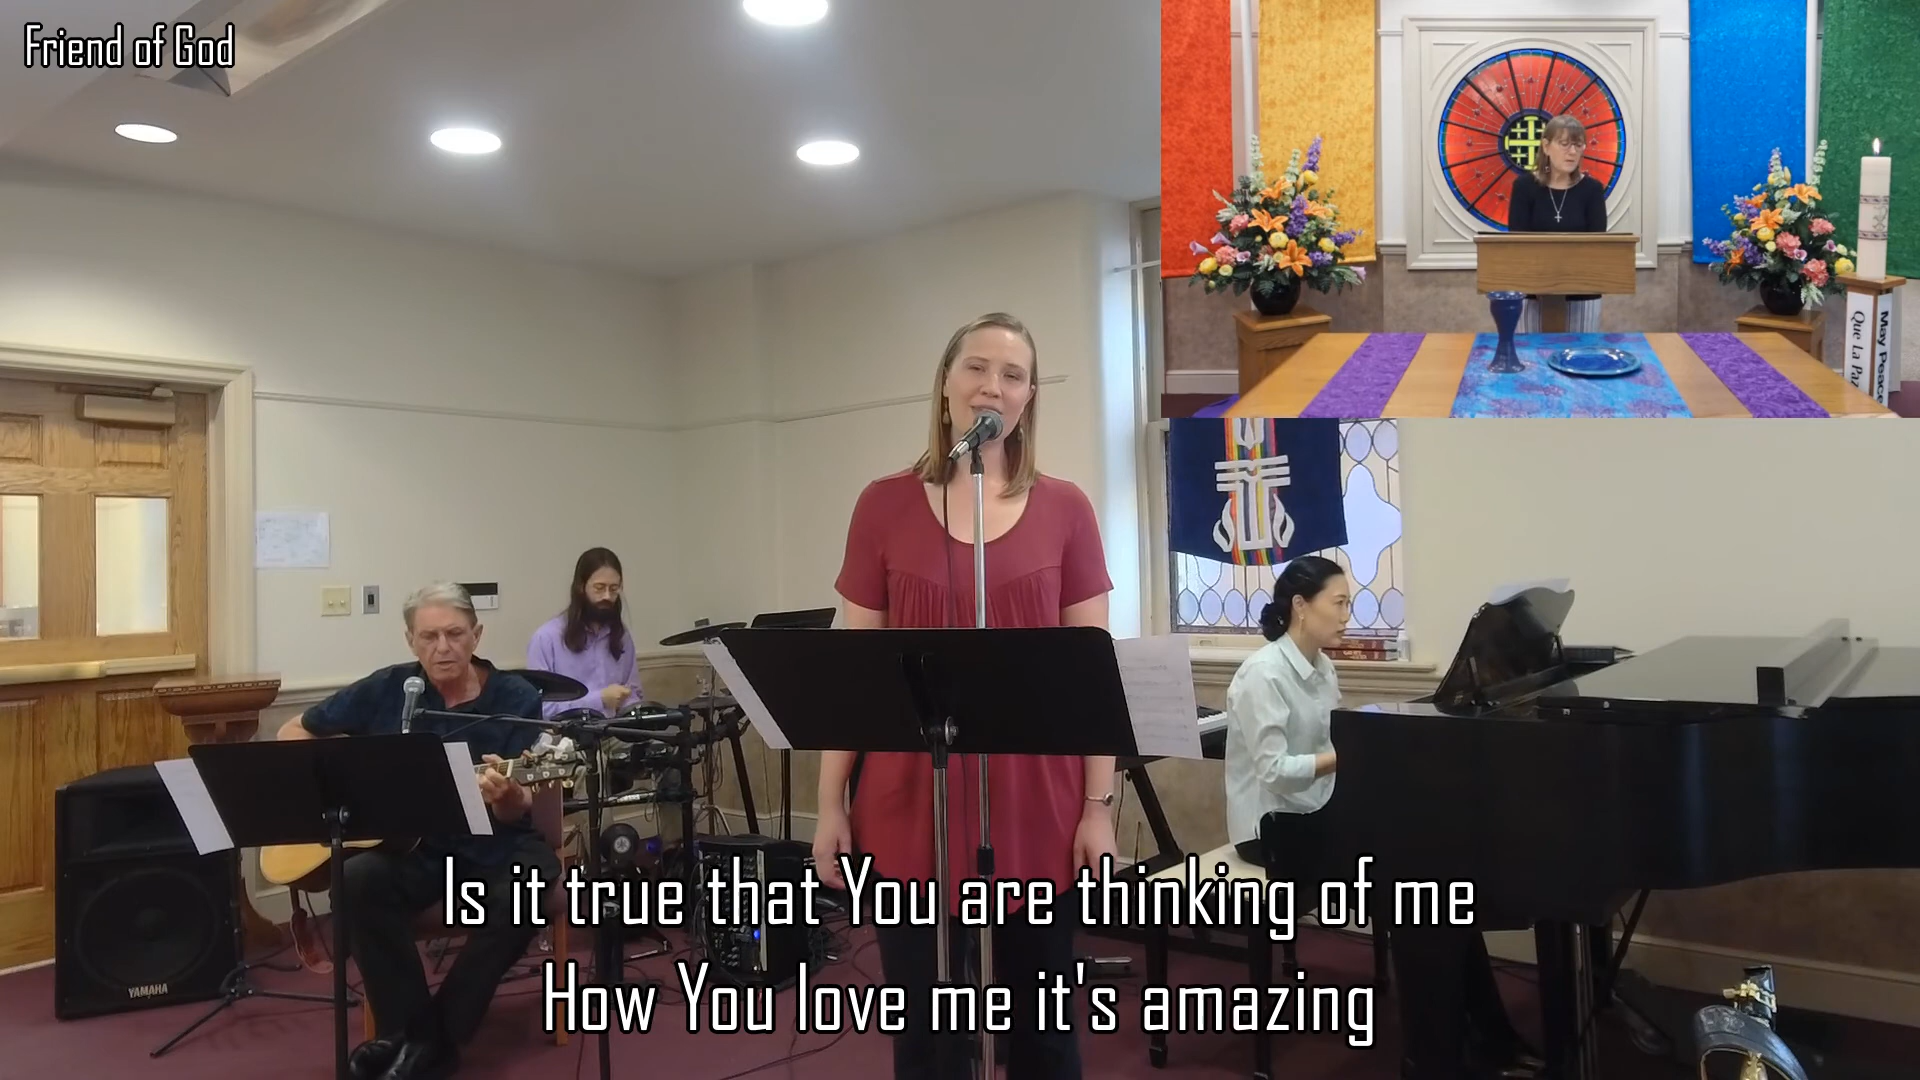 Friend of God
May Peace
Que La Paz
YAMAHA
Is it true that You are thinking of me
How You love me it's amazing